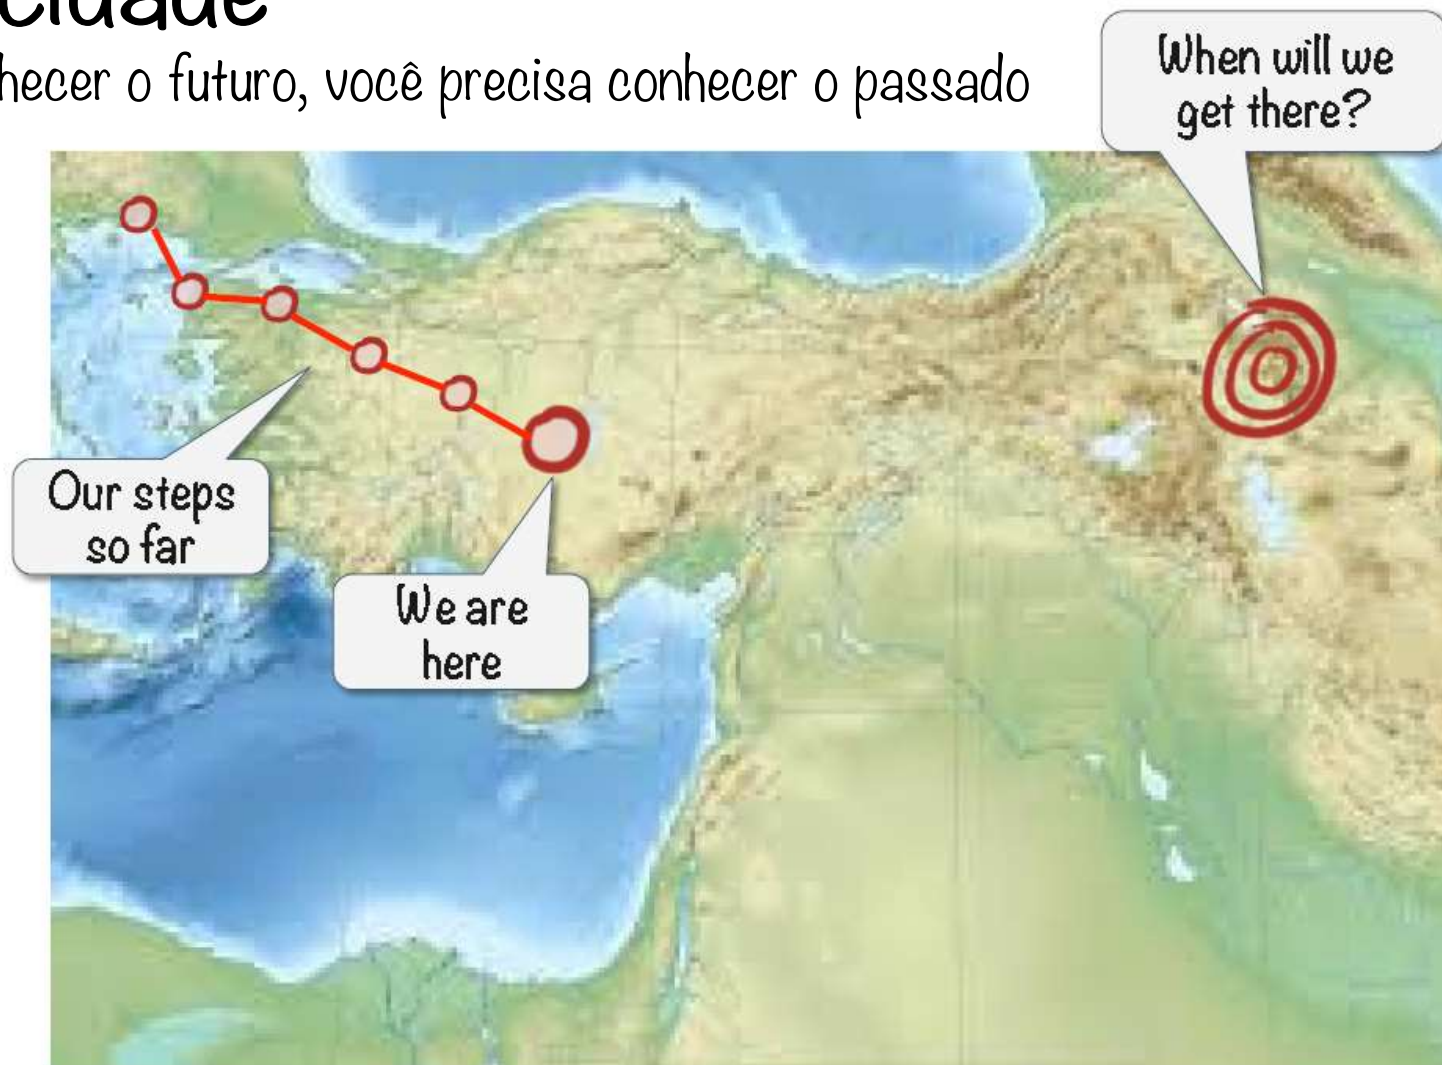 cidade
hecer o futuro, você precisa conhecer o passado
When will we
get there?
Our steps
so far
We are
here